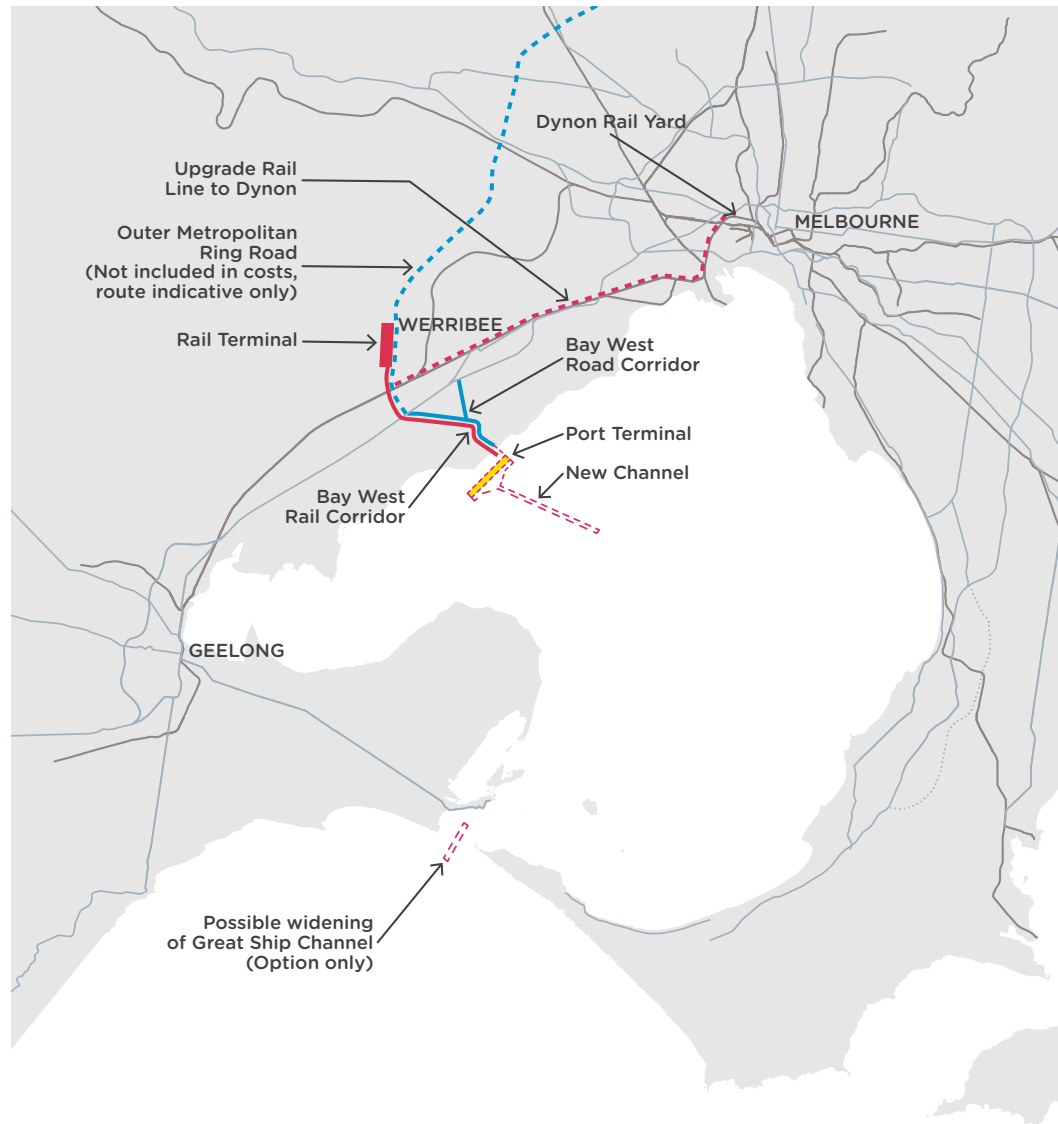 Dynon Rail Yard
Upgrade Rail
Line to Dynon
MELBOURNE
Outer Metropolitan
Ring Road
(Not included in costs,
route indicative only)
WERRIBEE
Rail Terminal
Bay West
Road Corridor
Port Terminal
New Channel
Bay West
Rail Corridor
GEELONG
Possible widening
of Great Ship Channel
(Option only)